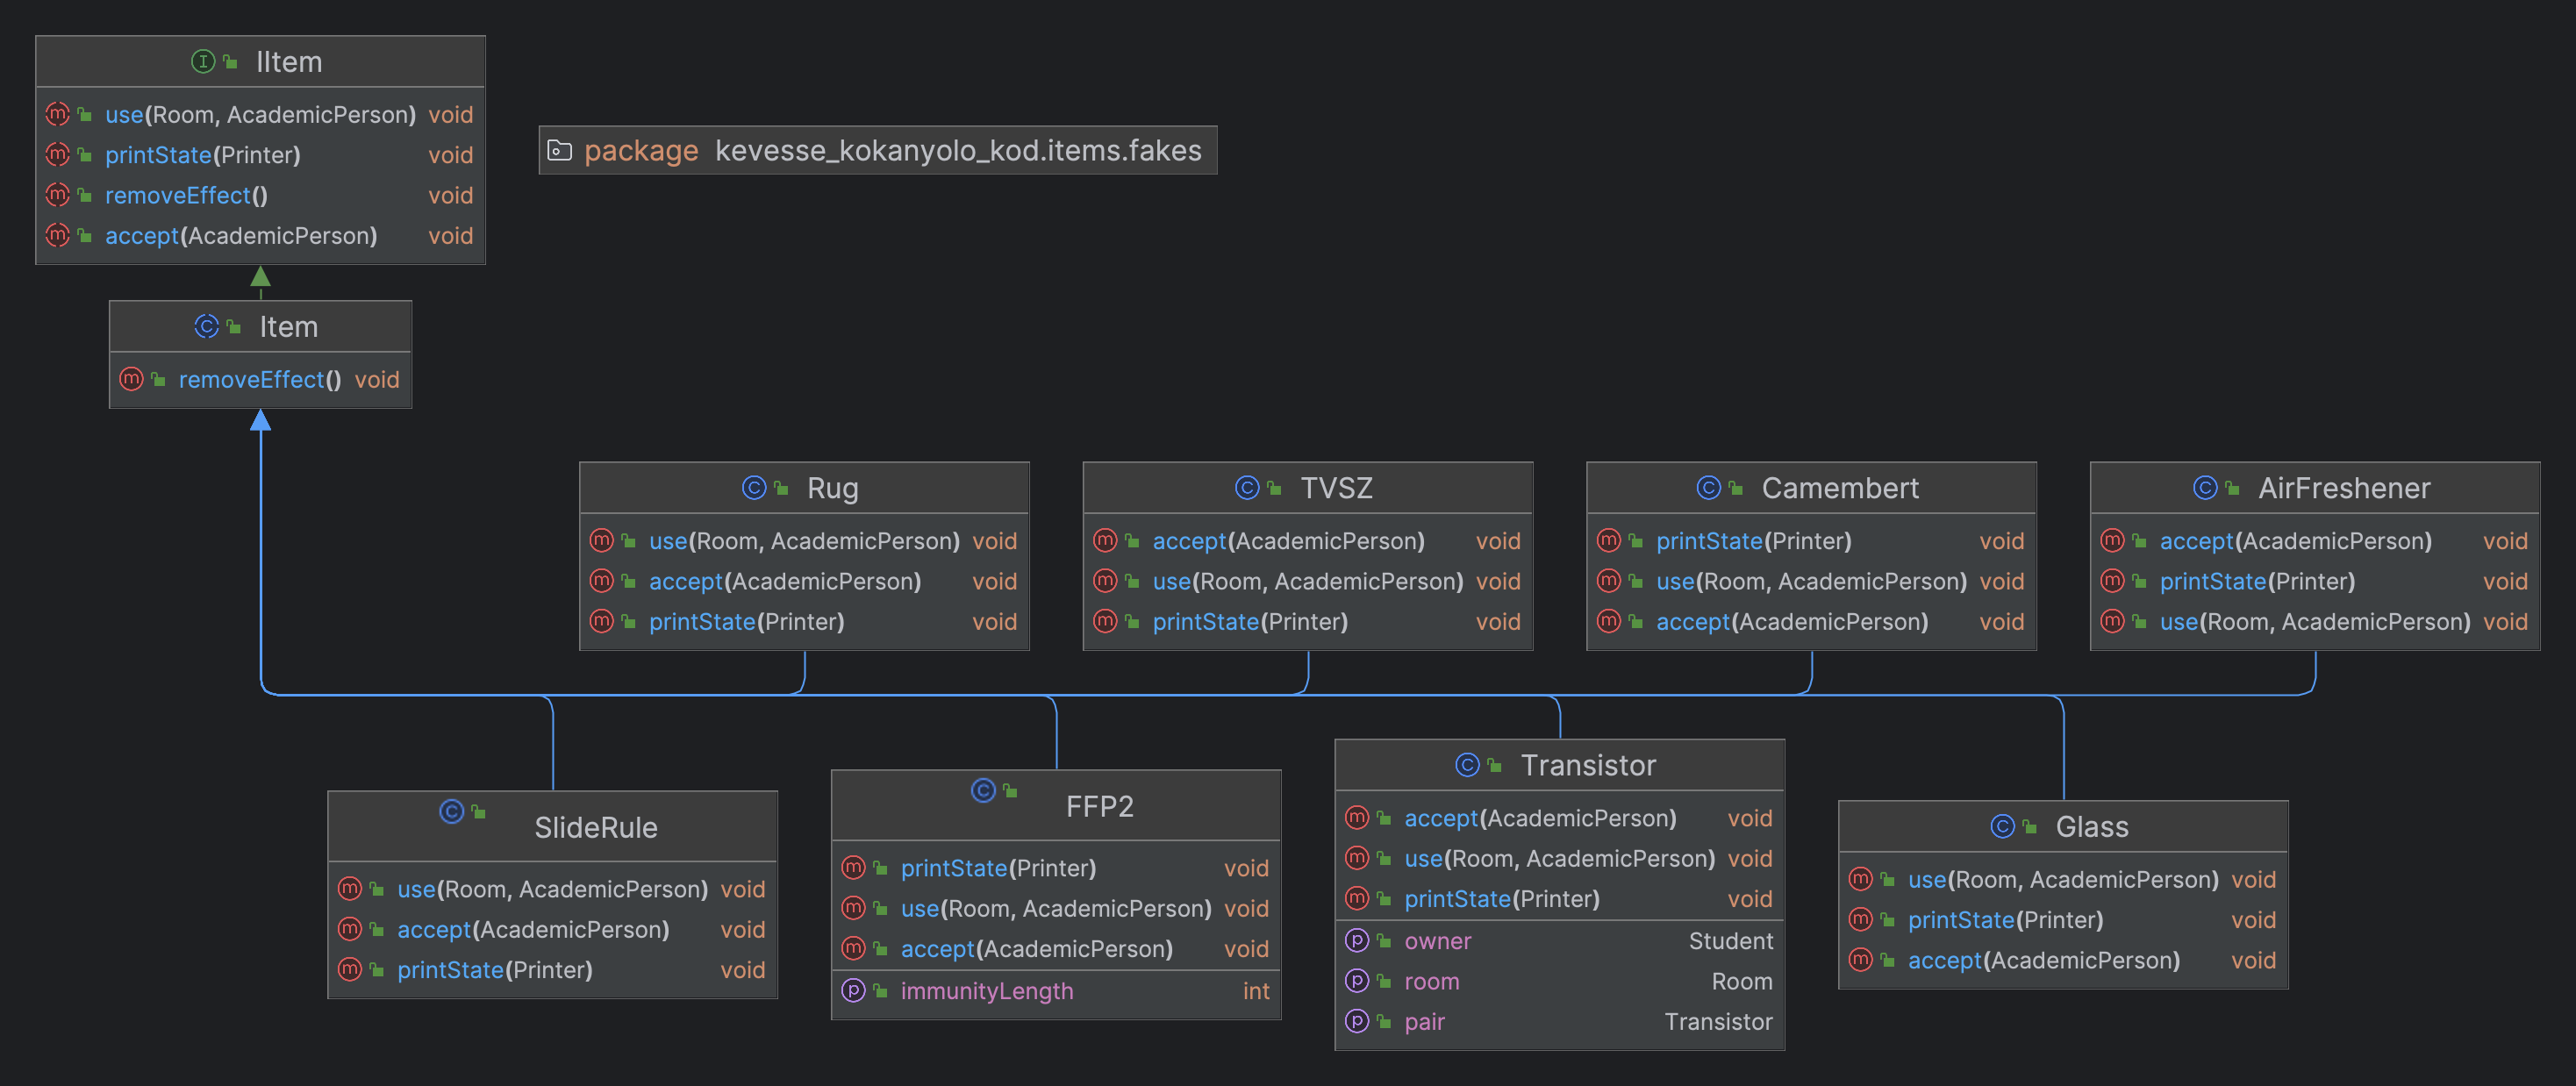 IItem
use(Room, AcademicPerson) void
printState(Printer) void
removeEffect() void
accept(AcademicPerson) void
package kevesse_kokanyolo_kod.items.fakes
Item
removeEffect() void
Rug
use(Room, AcademicPerson) void
accept(AcademicPerson) void
printState(Printer) void
TVSZ
accept(AcademicPerson) void
use(Room, AcademicPerson) void
printState(Printer) void
Camembert
printState(Printer) void
use(Room, AcademicPerson) void
accept(AcademicPerson) void
AirFreshener
accept(AcademicPerson) void
printState(Printer) void
use(Room, AcademicPerson) void
SlideRule
use(Room, AcademicPerson) void
accept(AcademicPerson) void
printState(Printer) void
FFP2
printState(Printer) void
use(Room, AcademicPerson) void
accept(AcademicPerson) void
immunityLength int
Transistor
accept(AcademicPerson) void
use(Room, AcademicPerson) void
printState(Printer) void
owner Student
room Room
pair Transistor
Glass
use(Room, AcademicPerson) void
printState(Printer) void
accept(AcademicPerson) void